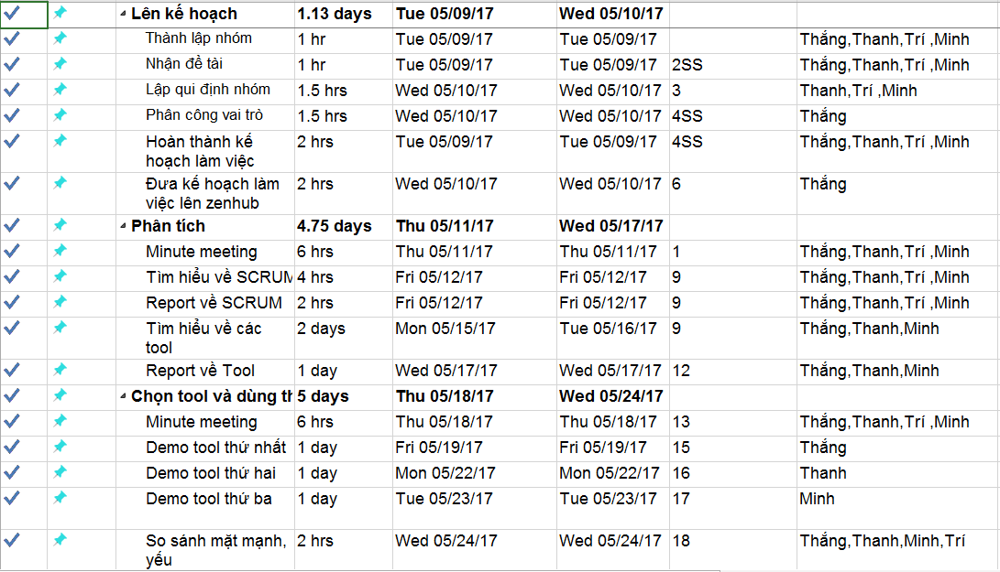 Lên kế hoạch 1.13 days Tue 05/09/17 Wed 05/10/17
Thành lập nhóm 1 hr Tue 05/09/17 Tue 05/09/17 Thắng,Thanh,Trí ,Minh
Nhận đề tài 1 hr Tue 05/09/17 Tue 05/09/17 2SS Thắng,Thanh,Trí ,Minh
Lập qui định nhóm 1.5 hrs Wed 05/10/17 Wed 05/10/17 3 Thanh,Trí ,Minh
Phân công vai trò 1.5 hrs Wed 05/10/17 Wed 05/10/17 4SS Thắng
Hoàn thành kế 2 hrs Tue 05/09/17 Tue 05/09/17 4SS Thắng,Thanh,Trí ,Minh
hoạch làm việc
Đưa kế hoạch làm 2 hrs Wed 05/10/17 Wed 05/10/17 6 Thắng
việc lên zenhub
Phân tích 4.75 days Thu 05/11/17 Wed 05/17/17
Minute meeting 6 hrs Thu 05/11/17 Thu 05/11/17 1 Thắng,Thanh,Trí ,Minh
Tìm hiểu về SCRUM 4 hrs Fri 05/12/17 Fri 05/12/17 9 Thắng,Thanh,Trí ,Minh
Report về SCRUM 2 hrs Fri 05/12/17 Fri 05/12/17 9 Thắng,Thanh,Trí ,Minh
Tìm hiểu về các 2 days Mon 05/15/17 Tue 05/16/17 9 Thắng,Thanh,Minh
tool
Report về Tool 1 day Wed 05/17/17 Wed 05/17/17 12 Thắng,Thanh,Minh
Chọn tool và dùng th 5 days Thu 05/18/17 Wed 05/24/17
Minute meeting 6 hrs Thu 05/18/17 Thu 05/18/17 13 Thắng,Thanh,Trí ,Minh
Demo tool thứ nhất 1 day Fri 05/19/17 Fri 05/19/17 15 Thắng
Demo tool thứ hai 1 day Mon 05/22/17 Mon 05/22/17 16 Thanh
Demo tool thứ ba 1 day Tue 05/23/17 Tue 05/23/17 17 Minh
So sánh mặt mạnh, 2 hrs Wed 05/24/17 Wed 05/24/17 18 Thắng,Thanh,Minh,Trí
yếu